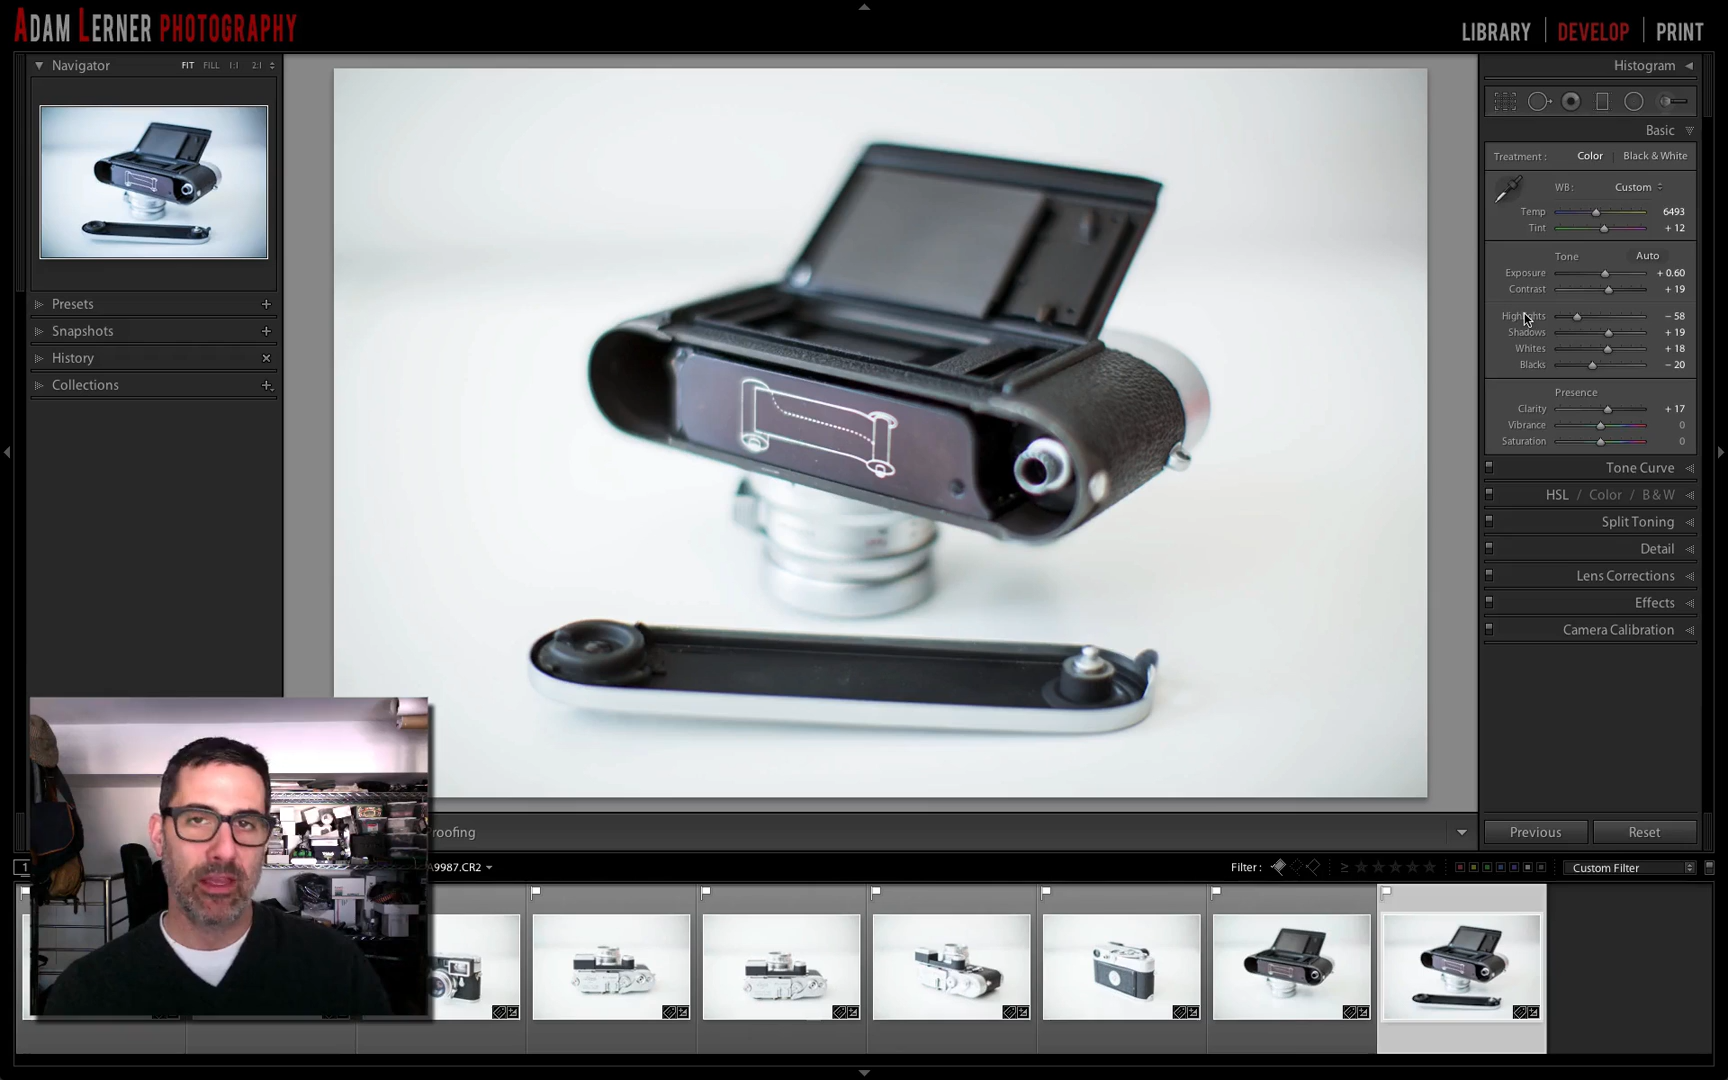 ADAM LERNER PHOTOGRAPHY
LIBRARY | DEVELOP | PRINT
Navigator FIT FILL 1:1 2:1
Presets
Snapshots
History
Collections
Histogram
Basic
Treatment : Color | Black & White
WB : Custom
Temp 6493
Tint + 12
Tone Auto
Exposure + 0.60
Contrast + 19
Highlights − 58
Shadows + 19
Whites + 18
Blacks − 20
Presence
Clarity + 17
Vibrance 0
Saturation 0
Tone Curve
HSL / Color / B & W
Split Toning
Detail
Lens Corrections
Effects
Camera Calibration
Previous Reset
roofing
9987.CR2
Filter :
Custom Filter